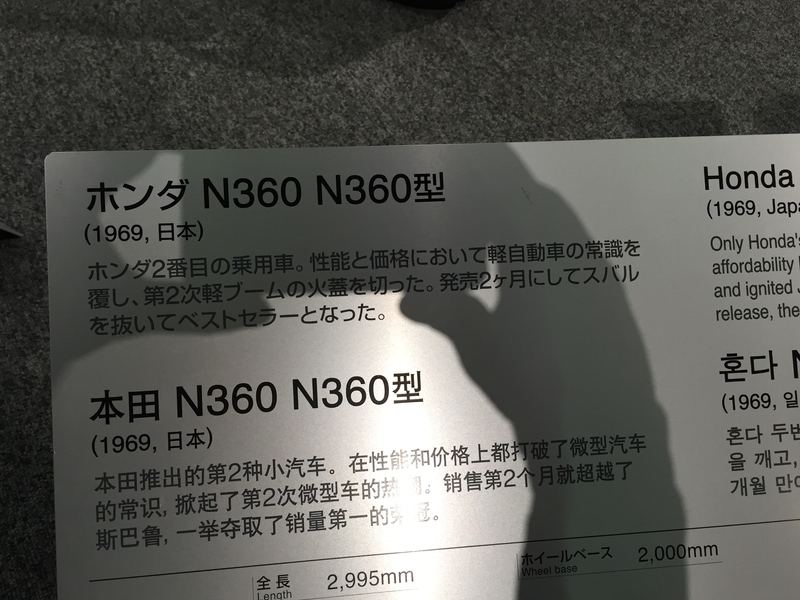 ホンダ N360 N360型
(1969, 日本)
ホンダ2番目の乗用車。性能と価格において軽自動車の常識を
覆し、第2次軽ブームの火蓋を切った。発売2ヶ月にしてスバル
を抜いてベストセラーとなった。
本田 N360 N360型
(1969, 日本)
本田推出的第2种小汽车。在性能和价格上都打破了微型汽车
的常识, 掀起了第2次微型车的热潮。销售第2个月就超越了
斯巴鲁, 一举夺取了销量第一的荣冠。
Honda
(1969, Japa
Only Honda's
affordability
and ignited
release, the
혼다 N
(1969, 일
혼다 두번
을 깨고,
개월 만에
全長 2,995mm
Length
ホイールベース 2,000mm
Wheel base